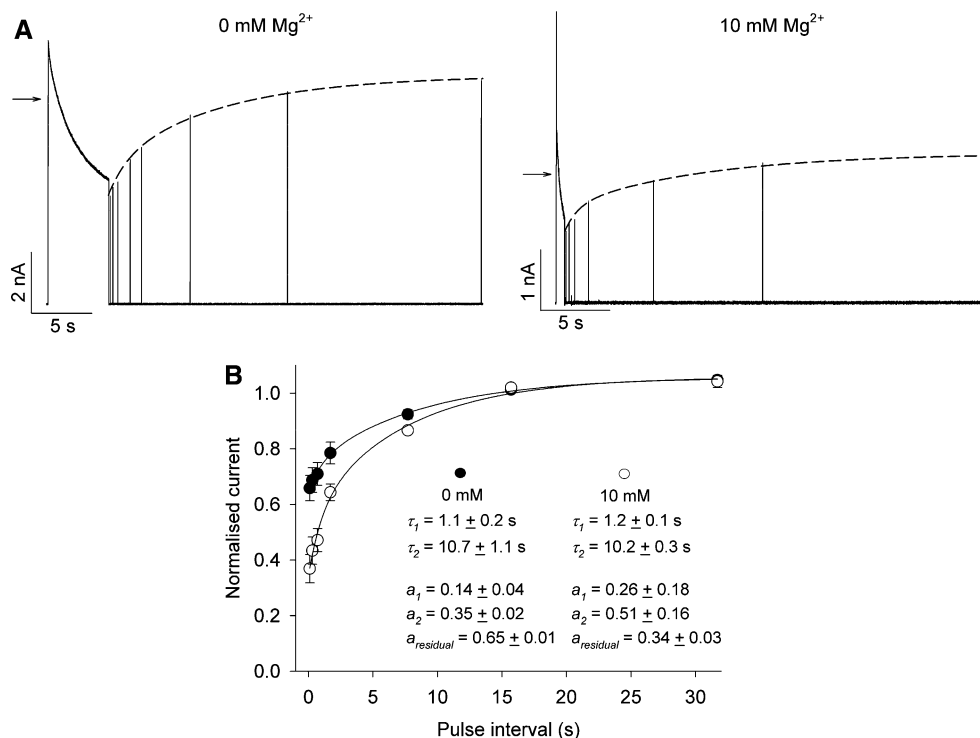 A
0 mM Mg²⁺
10 mM Mg²⁺
2 nA
5 s
1 nA
5 s
B
Normalised current
1.0
0.8
0.6
0.4
0.2
0.0
0 mM
10 mM
τ₁ = 1.1 ± 0.2 s
τ₁ = 1.2 ± 0.1 s
τ₂ = 10.7 ± 1.1 s
τ₂ = 10.2 ± 0.3 s
a₁ = 0.14 ± 0.04
a₁ = 0.26 ± 0.18
a₂ = 0.35 ± 0.02
a₂ = 0.51 ± 0.16
a_residual = 0.65 ± 0.01
a_residual = 0.34 ± 0.03
0 5 10 15 20 25 30
Pulse interval (s)